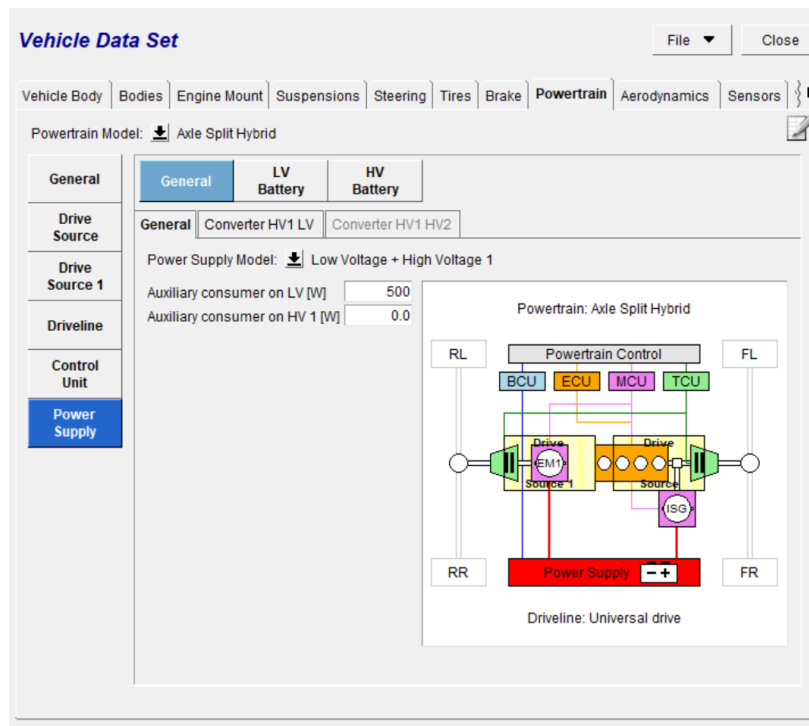 Vehicle Data Set
File Close
Vehicle Body Bodies Engine Mount Suspensions Steering Tires Brake Powertrain Aerodynamics Sensors
Powertrain Model: Axle Split Hybrid
General
Drive
Source
Drive
Source 1
Driveline
Control
Unit
Power
Supply
General LV
Battery HV
Battery
General Converter HV1 LV Converter HV1 HV2
Power Supply Model: Low Voltage + High Voltage 1
Auxiliary consumer on LV [W] 500
Auxiliary consumer on HV 1 [W] 0.0
Powertrain: Axle Split Hybrid
RL Powertrain Control FL
BCU ECU MCU TCU
Drive Drive
EM1
Source 1 Source
ISG
RR Power Supply - + FR
Driveline: Universal drive